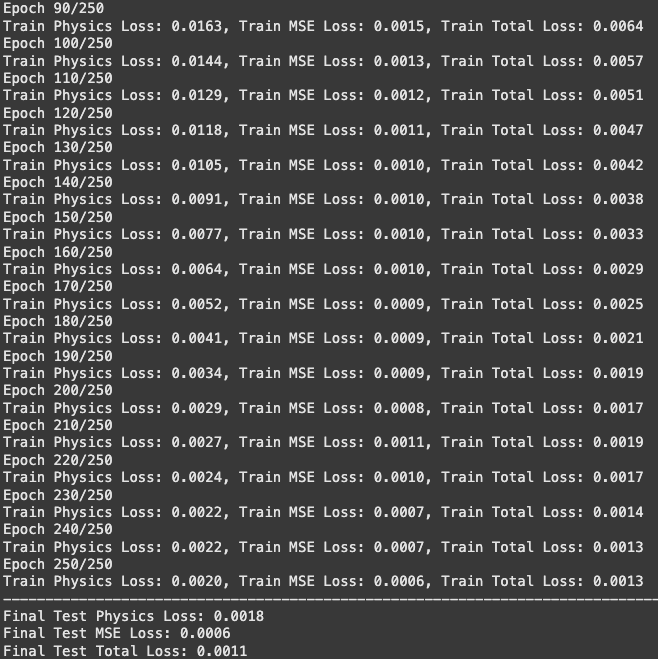 Epoch 90/250
Train Physics Loss: 0.0163, Train MSE Loss: 0.0015, Train Total Loss: 0.0064
Epoch 100/250
Train Physics Loss: 0.0144, Train MSE Loss: 0.0013, Train Total Loss: 0.0057
Epoch 110/250
Train Physics Loss: 0.0129, Train MSE Loss: 0.0012, Train Total Loss: 0.0051
Epoch 120/250
Train Physics Loss: 0.0118, Train MSE Loss: 0.0011, Train Total Loss: 0.0047
Epoch 130/250
Train Physics Loss: 0.0105, Train MSE Loss: 0.0010, Train Total Loss: 0.0042
Epoch 140/250
Train Physics Loss: 0.0091, Train MSE Loss: 0.0010, Train Total Loss: 0.0038
Epoch 150/250
Train Physics Loss: 0.0077, Train MSE Loss: 0.0010, Train Total Loss: 0.0033
Epoch 160/250
Train Physics Loss: 0.0064, Train MSE Loss: 0.0010, Train Total Loss: 0.0029
Epoch 170/250
Train Physics Loss: 0.0052, Train MSE Loss: 0.0009, Train Total Loss: 0.0025
Epoch 180/250
Train Physics Loss: 0.0041, Train MSE Loss: 0.0009, Train Total Loss: 0.0021
Epoch 190/250
Train Physics Loss: 0.0034, Train MSE Loss: 0.0009, Train Total Loss: 0.0019
Epoch 200/250
Train Physics Loss: 0.0029, Train MSE Loss: 0.0008, Train Total Loss: 0.0017
Epoch 210/250
Train Physics Loss: 0.0027, Train MSE Loss: 0.0011, Train Total Loss: 0.0019
Epoch 220/250
Train Physics Loss: 0.0024, Train MSE Loss: 0.0010, Train Total Loss: 0.0017
Epoch 230/250
Train Physics Loss: 0.0022, Train MSE Loss: 0.0007, Train Total Loss: 0.0014
Epoch 240/250
Train Physics Loss: 0.0022, Train MSE Loss: 0.0007, Train Total Loss: 0.0013
Epoch 250/250
Train Physics Loss: 0.0020, Train MSE Loss: 0.0006, Train Total Loss: 0.0013
Final Test Physics Loss: 0.0018
Final Test MSE Loss: 0.0006
Final Test Total Loss: 0.0011